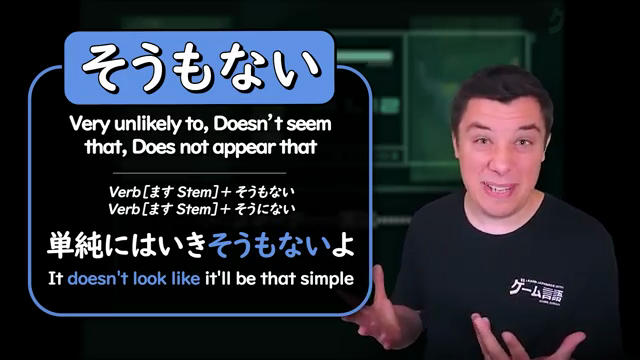 そうもない
Very unlikely to, Doesn't seem
that, Does not appear that
Verb [ます Stem] + そうもない
Verb [ます Stem] + そうにない
単純にはいきそうもないよ
It doesn't look like it'll be that simple
ゲーム言語